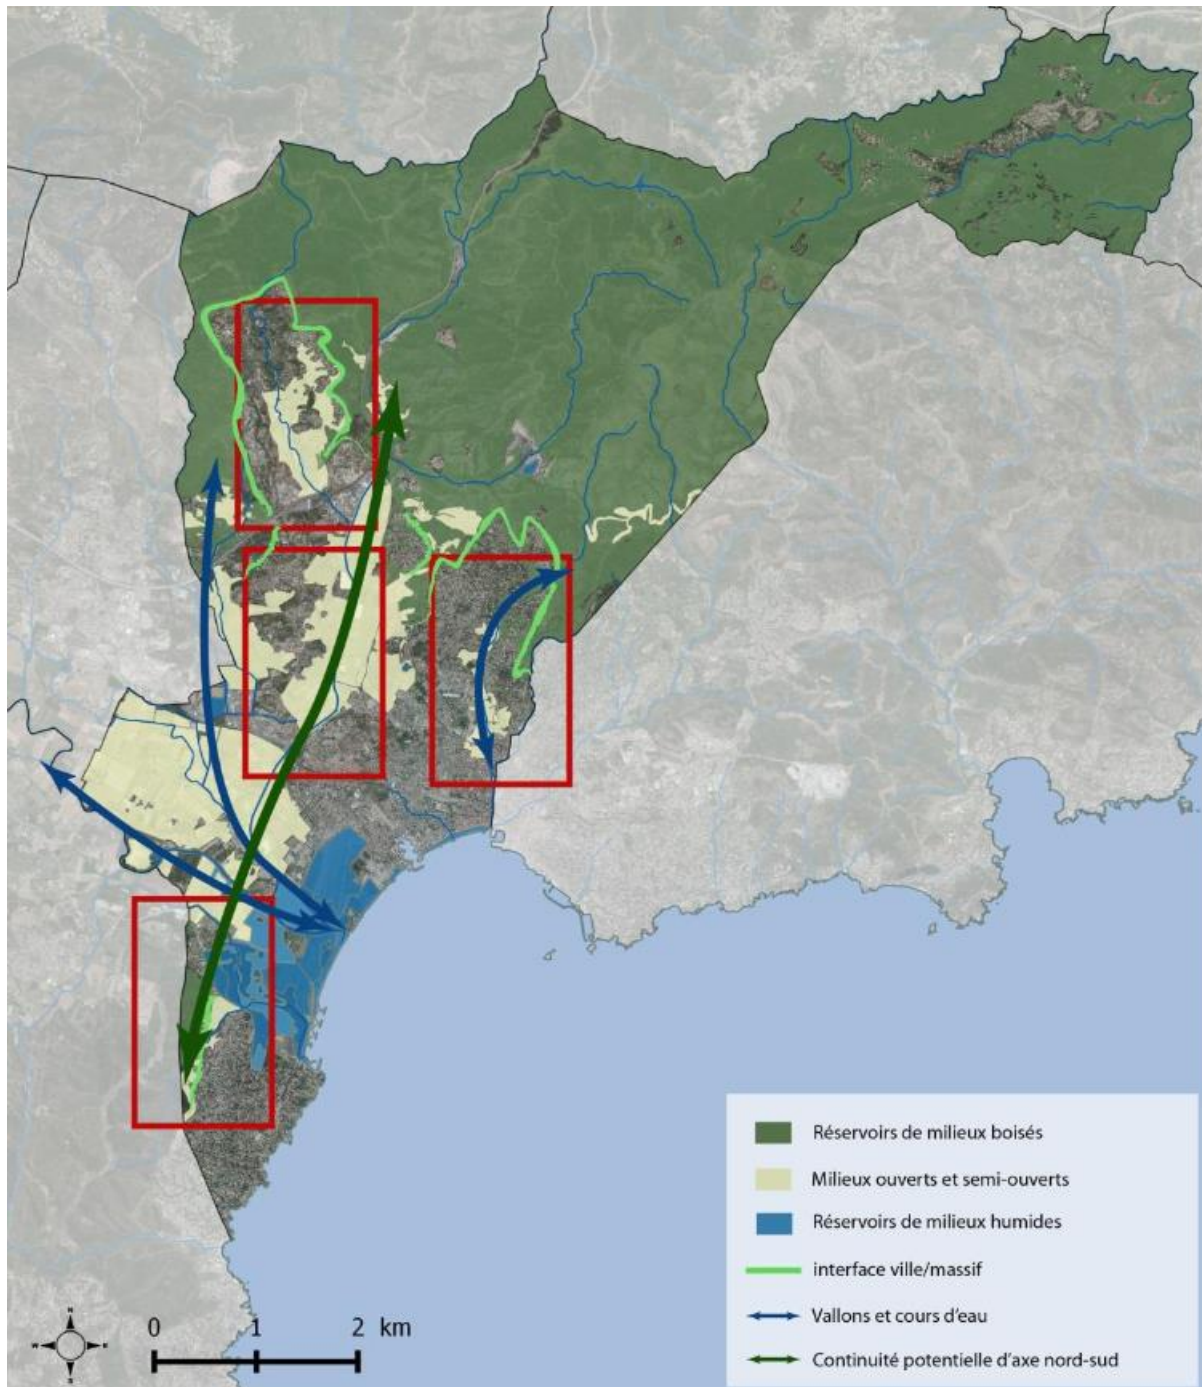 Réservoirs de milieux boisés
Milieux ouverts et semi-ouverts
Réservoirs de milieux humides
interface ville/massif
Vallons et cours d'eau
Continuité potentielle d'axe nord-sud
N
W
E
S
0 1 2 km